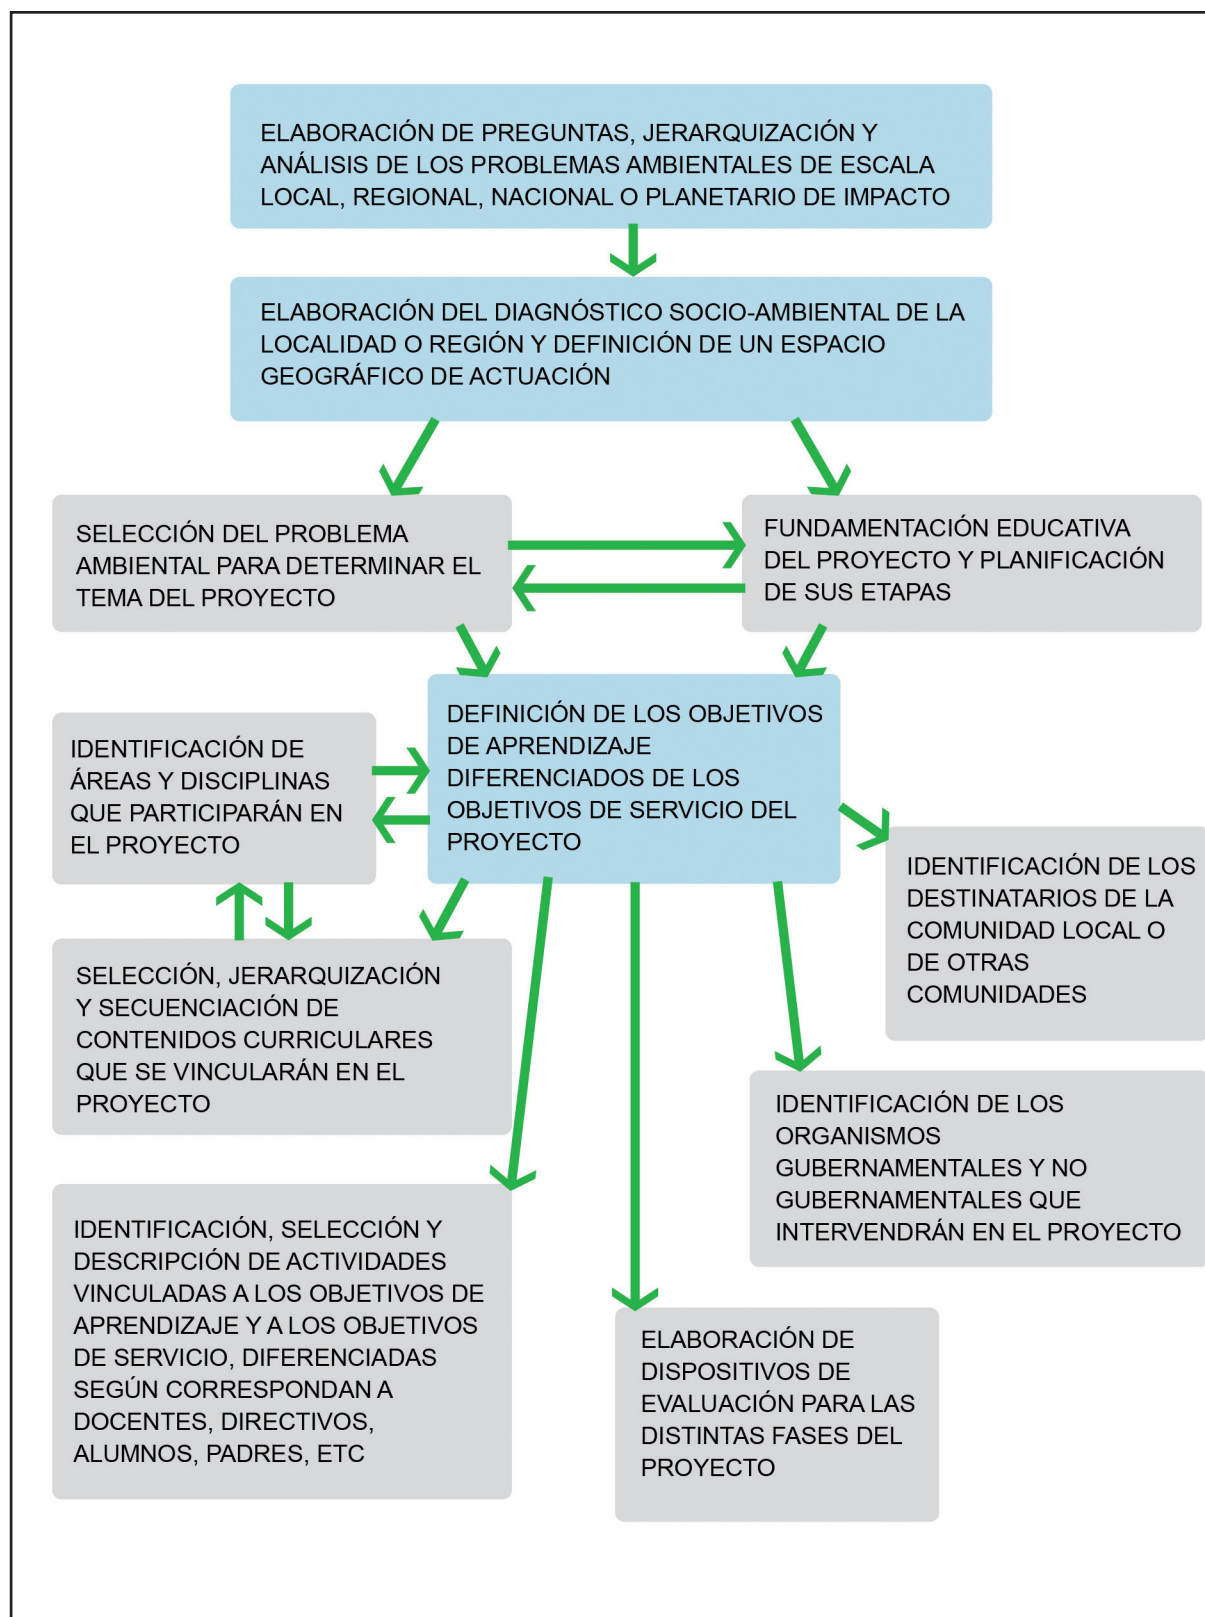 ELABORACIÓN DE PREGUNTAS, JERARQUIZACIÓN Y
ANÁLISIS DE LOS PROBLEMAS AMBIENTALES DE ESCALA
LOCAL, REGIONAL, NACIONAL O PLANETARIO DE IMPACTO
ELABORACIÓN DEL DIAGNÓSTICO SOCIO-AMBIENTAL DE LA
LOCALIDAD O REGIÓN Y DEFINICIÓN DE UN ESPACIO
GEOGRÁFICO DE ACTUACIÓN
SELECCIÓN DEL PROBLEMA
AMBIENTAL PARA DETERMINAR EL
TEMA DEL PROYECTO
FUNDAMENTACIÓN EDUCATIVA
DEL PROYECTO Y PLANIFICACIÓN
DE SUS ETAPAS
DEFINICIÓN DE LOS OBJETIVOS
DE APRENDIZAJE
DIFERENCIADOS DE LOS
OBJETIVOS DE SERVICIO DEL
PROYECTO
IDENTIFICACIÓN DE
ÁREAS Y DISCIPLINAS
QUE PARTICIPARÁN EN
EL PROYECTO
IDENTIFICACIÓN DE LOS
DESTINATARIOS DE LA
COMUNIDAD LOCAL O
DE OTRAS
COMUNIDADES
SELECCIÓN, JERARQUIZACIÓN
Y SECUENCIACIÓN DE
CONTENIDOS CURRICULARES
QUE SE VINCULARÁN EN EL
PROYECTO
IDENTIFICACIÓN DE LOS
ORGANISMOS
GUBERNAMENTALES Y NO
GUBERNAMENTALES QUE
INTERVENDRÁN EN EL PROYECTO
IDENTIFICACIÓN, SELECCIÓN Y
DESCRIPCIÓN DE ACTIVIDADES
VINCULADAS A LOS OBJETIVOS DE
APRENDIZAJE Y A LOS OBJETIVOS
DE SERVICIO, DIFERENCIADAS
SEGÚN CORRESPONDAN A
DOCENTES, DIRECTIVOS,
ALUMNOS, PADRES, ETC
ELABORACIÓN DE
DISPOSITIVOS DE
EVALUACIÓN PARA LAS
DISTINTAS FASES DEL
PROYECTO